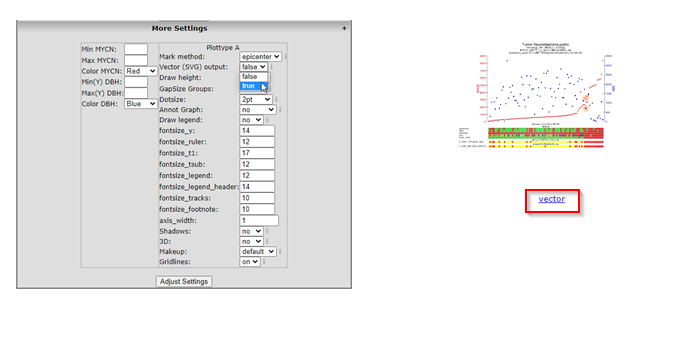 More Settings +
Min MYCN:
Max MYCN:
Color MYCN: Red
Min(Y) DBH:
Max(Y) DBH:
Color DBH: Blue
Plottype A
Mark method: epicenter i
Vector (SVG) output: false i
false
true
Draw height:
GapSize Groups:
Dotsize: 2pt i
Annot Graph: no i
Draw legend: no i
fontsize_v: 14
fontsize_ruler: 12
fontsize_t1: 17
fontsize_tsub: 12
fontsize_legend: 12
fontsize_legend_header: 14
fontsize_tracks: 10
fontsize_footnote: 10
axis_width: 1
Shadows: no i
3D: no i
Makeup: default i
Gridlines: on i
Adjust Settings
Tumor Neuroblastoma public
vector